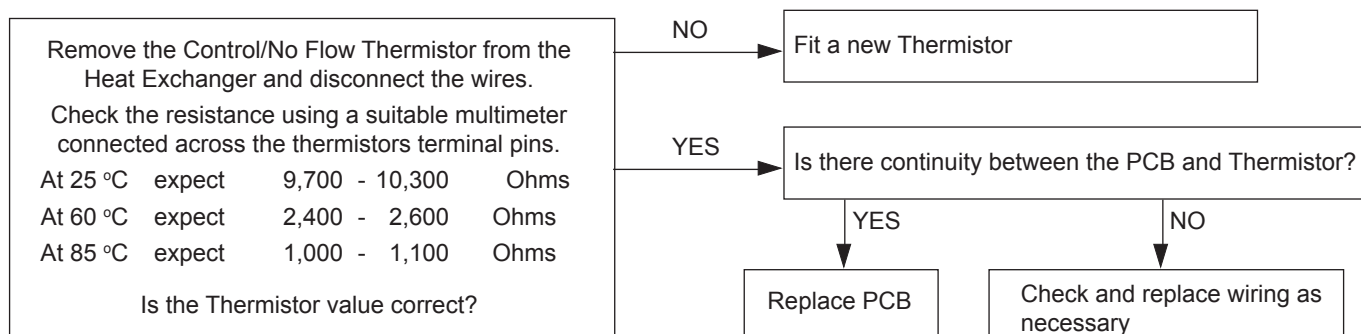 Remove the Control/No Flow Thermistor from the
Heat Exchanger and disconnect the wires.
Check the resistance using a suitable multimeter
connected across the thermistors terminal pins.
At 25 ºC expect 9,700 - 10,300 Ohms
At 60 ºC expect 2,400 - 2,600 Ohms
At 85 ºC expect 1,000 - 1,100 Ohms
Is the Thermistor value correct?
NO
Fit a new Thermistor
YES
Is there continuity between the PCB and Thermistor?
YES
NO
Replace PCB
Check and replace wiring as
necessary